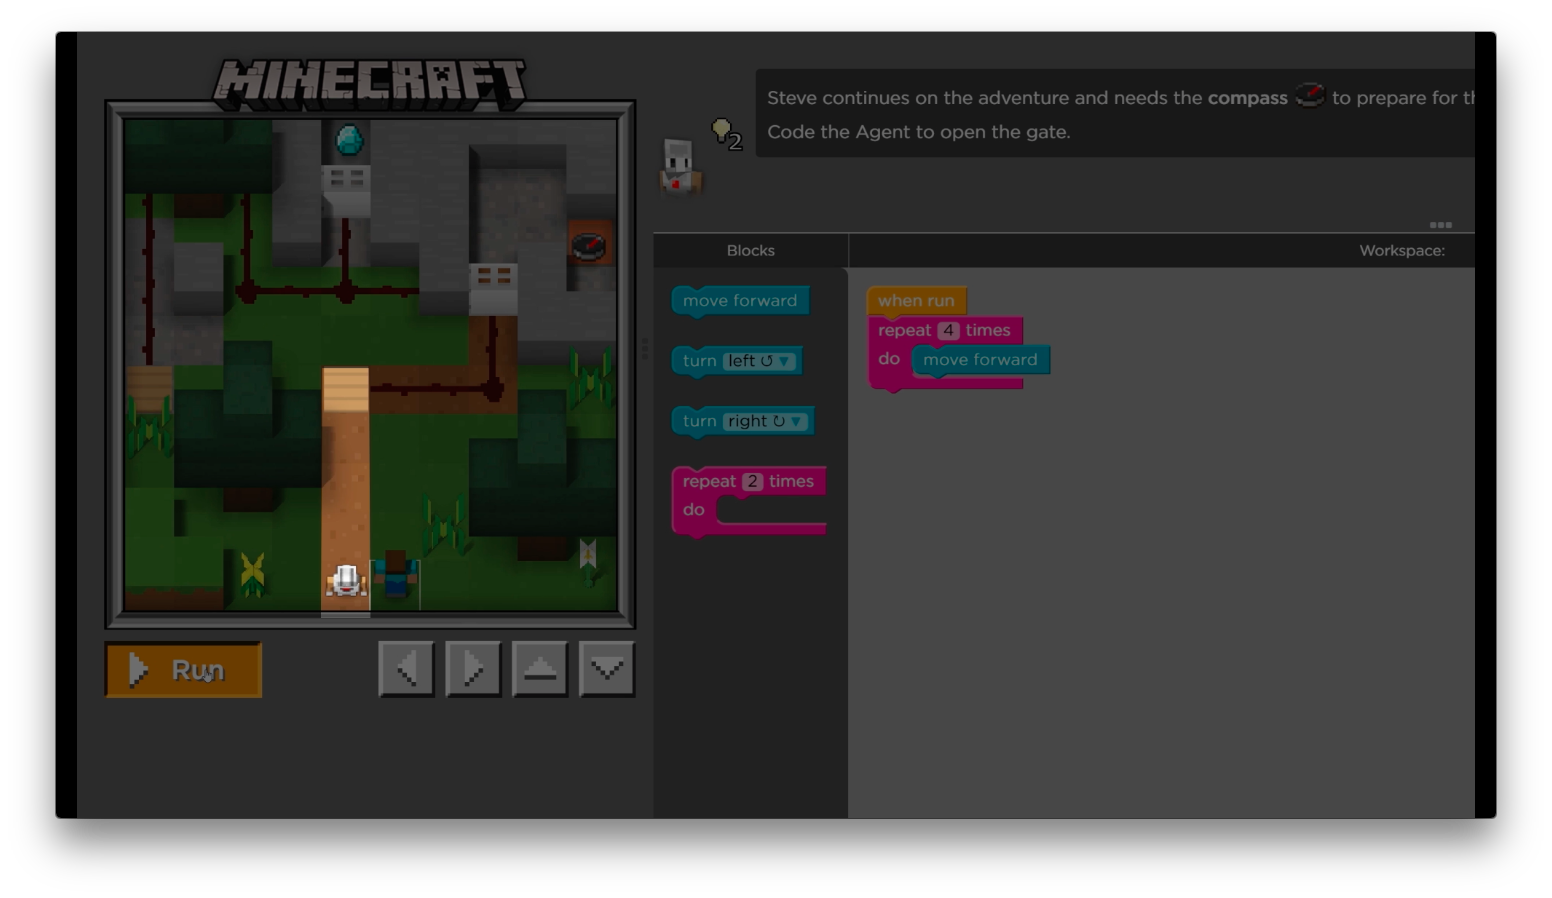 MINECRAFT
Steve continues on the adventure and needs the compass to prepare for
2
Code the Agent to open the gate.
Blocks
Workspace:
move forward
turn left ↺ ▼
turn right ↻ ▼
repeat 2 times
do
when run
repeat 4 times
do move forward
Run